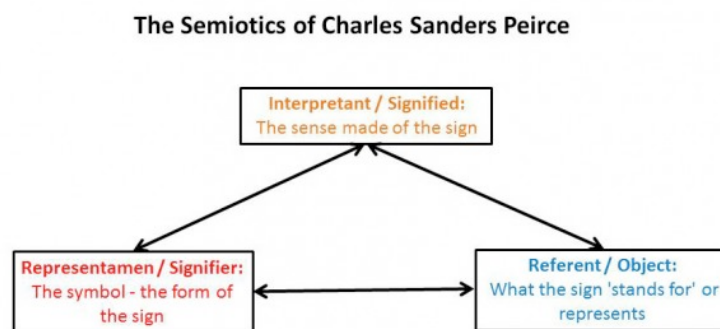 The Semiotics of Charles Sanders Peirce
Interpretant / Signified:
The sense made of the sign
Representamen / Signifier:
The symbol - the form of
the sign
Referent / Object:
What the sign 'stands for' or
represents